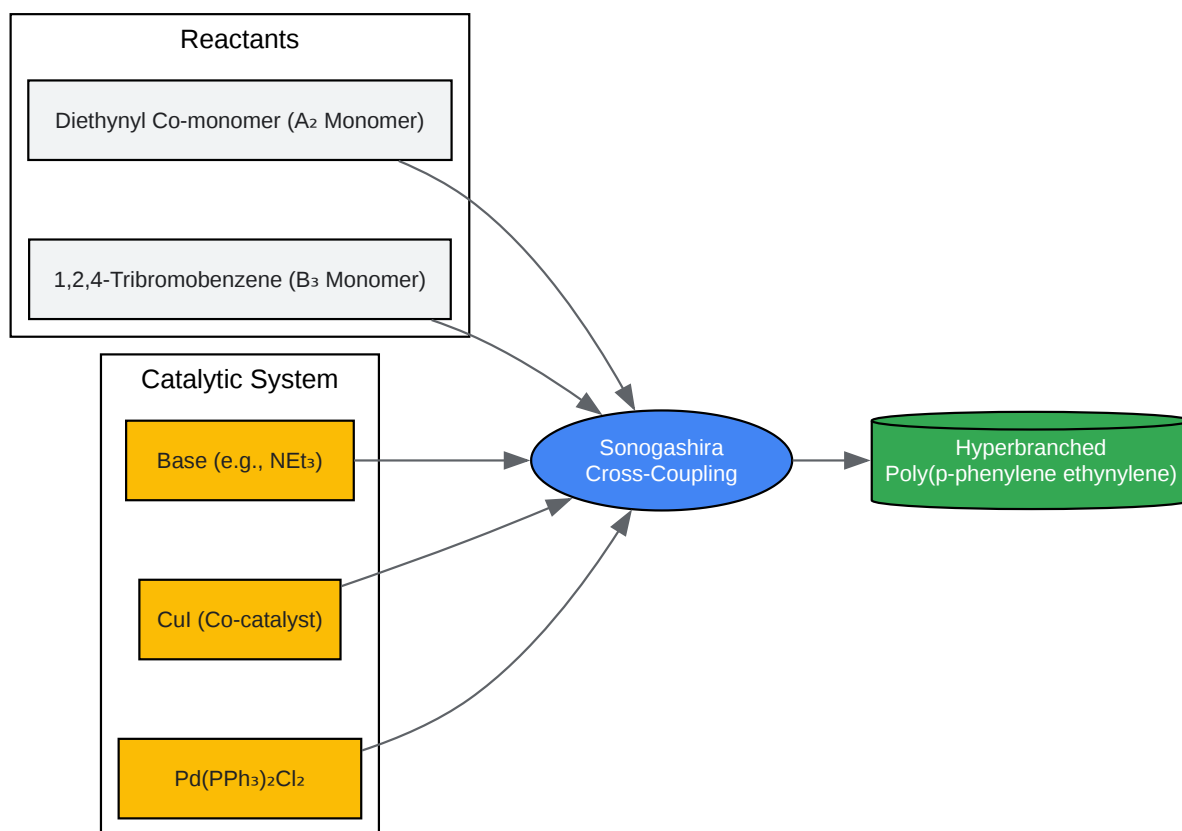 Reactants
Diethynyl Co-monomer (A₂ Monomer)
1,2,4-Tribromobenzene (B₃ Monomer)
Catalytic System
Base (e.g., NEt₃)
CuI (Co-catalyst)
Pd(PPh₃)₂Cl₂
Sonogashira
Cross-Coupling
Hyperbranched
Poly(p-phenylene ethynylene)